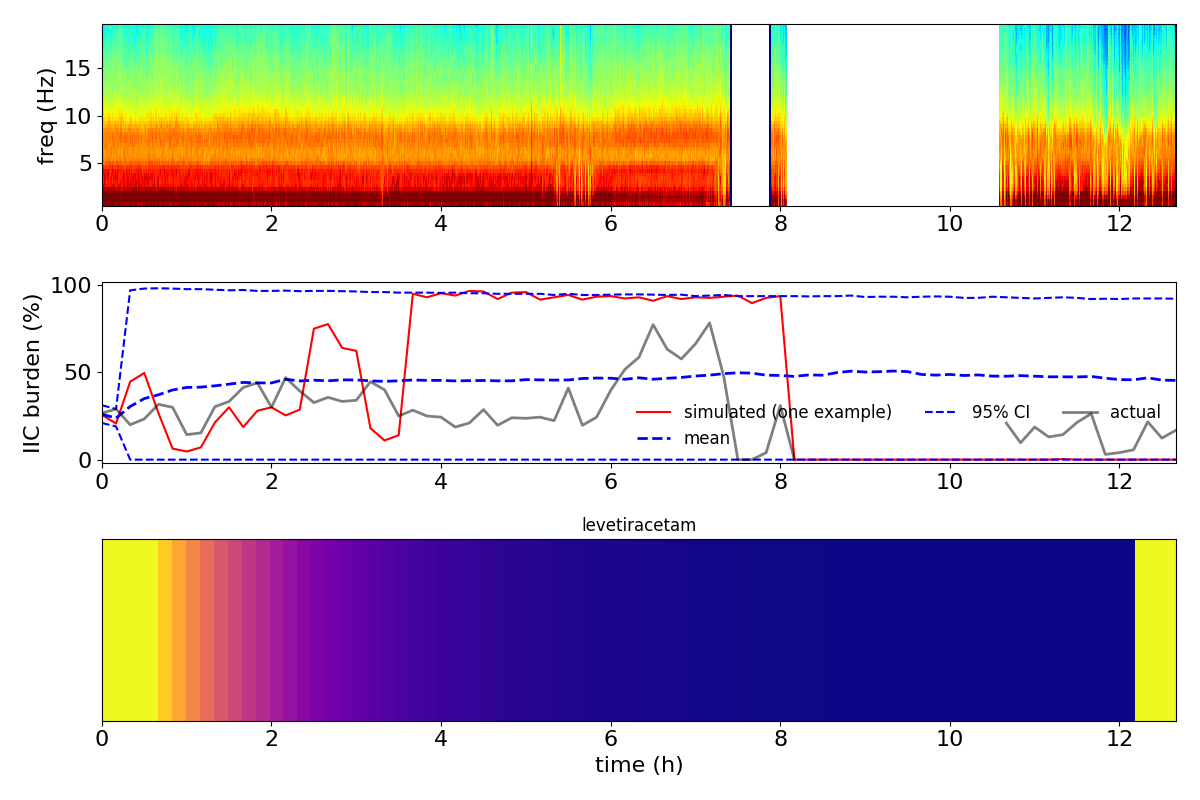 freq (Hz)
15
10
5
0 2 4 6 8 10 12
IIC burden (%)
100
50
0
simulated (one example)
mean
95% CI
actual
0 2 4 6 8 10 12
levetiracetam
0 2 4 6 8 10 12
time (h)